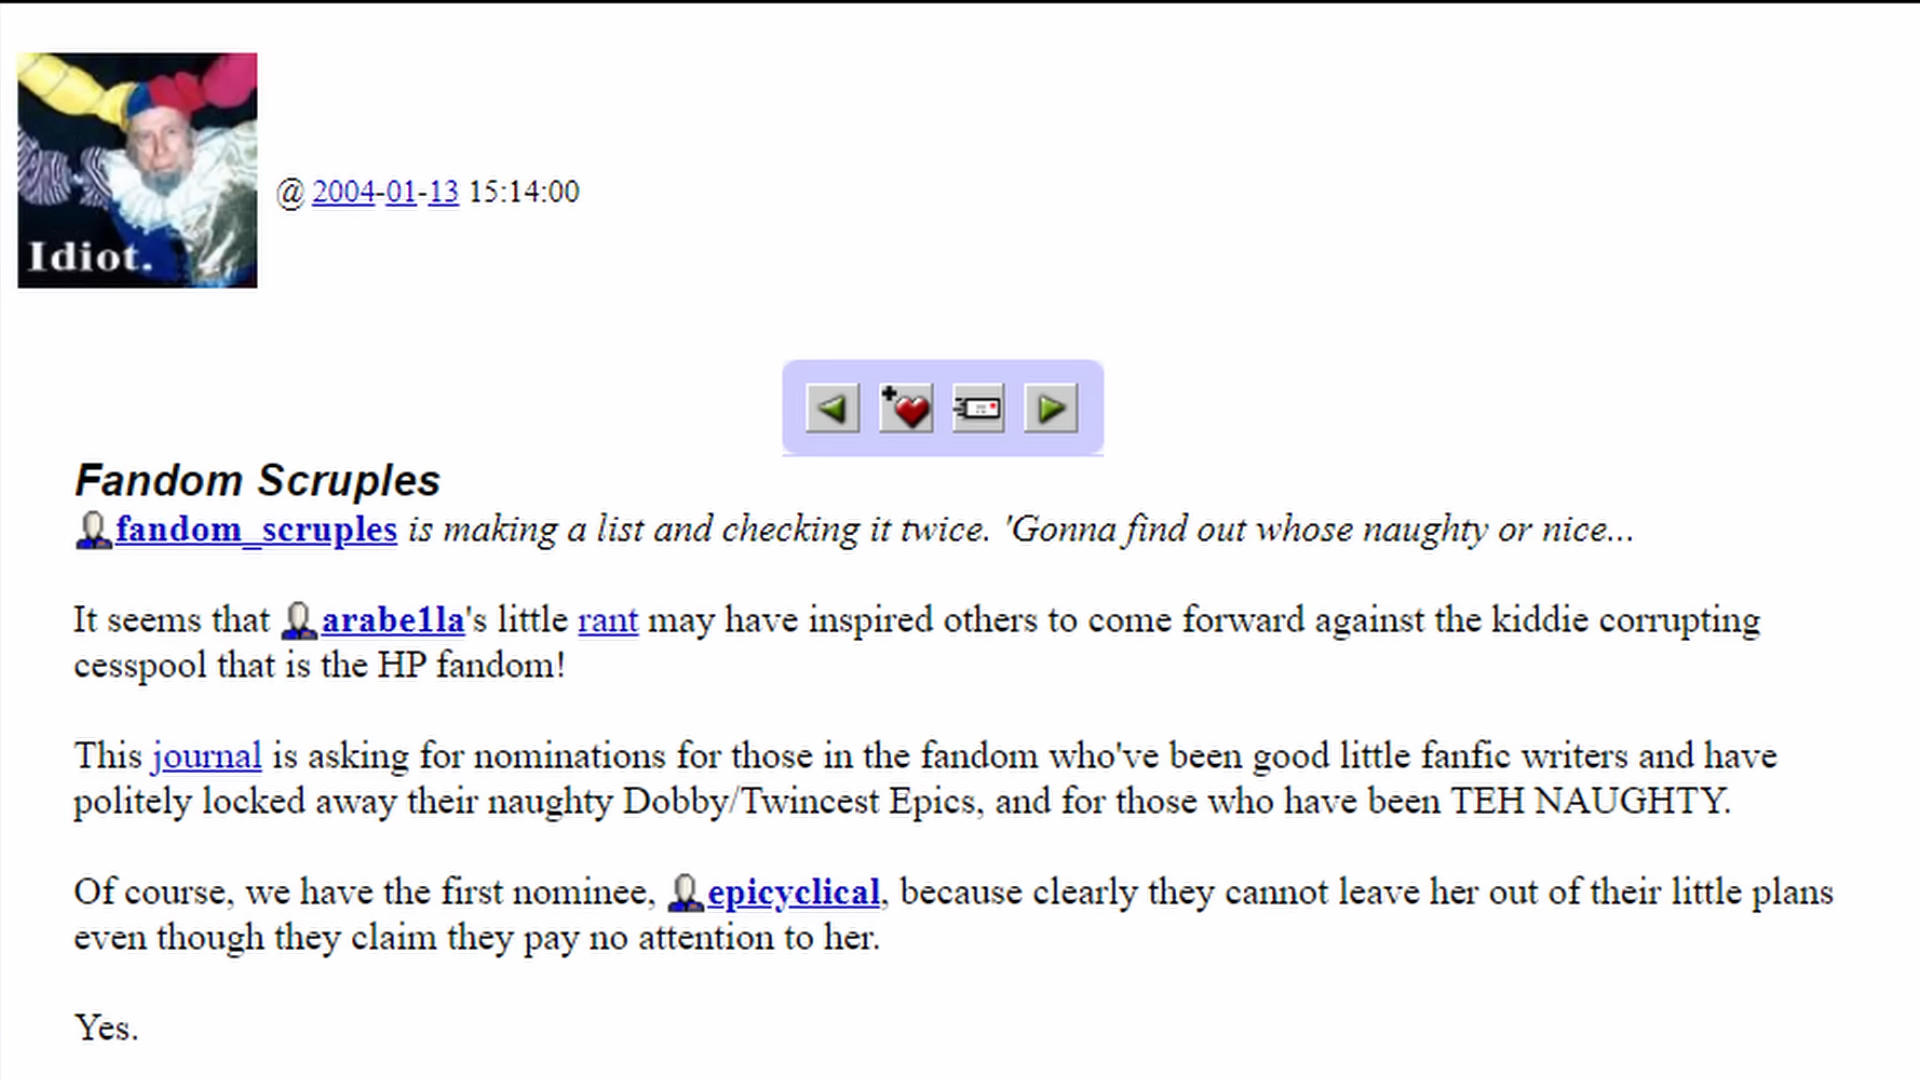 Idiot.
@ 2004-01-13 15:14:00
Fandom Scruples
fandom_scruples is making a list and checking it twice. 'Gonna find out whose naughty or nice...
It seems that arabe1la's little rant may have inspired others to come forward against the kiddie corrupting
cesspool that is the HP fandom!
This journal is asking for nominations for those in the fandom who've been good little fanfic writers and have
politely locked away their naughty Dobby/Twincest Epics, and for those who have been TEH NAUGHTY.
Of course, we have the first nominee, epicyclical, because clearly they cannot leave her out of their little plans
even though they claim they pay no attention to her.
Yes.